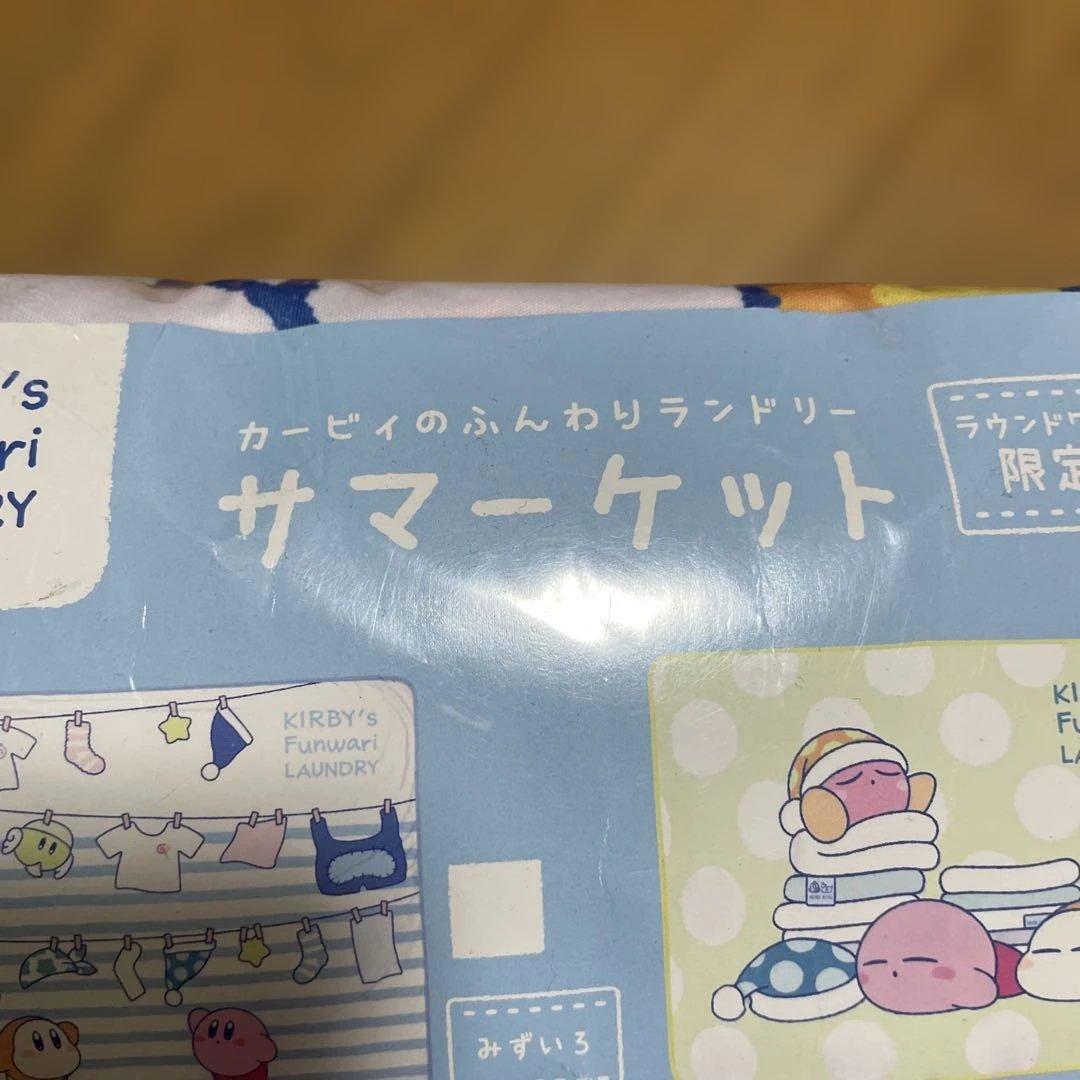 's
ri
RY
カービィのふんわりランドリー
サマーケット
ラウンドワ
限定
KIRBY's
Funwari
LAUNDRY
KI
Fu
LA
みずいろ